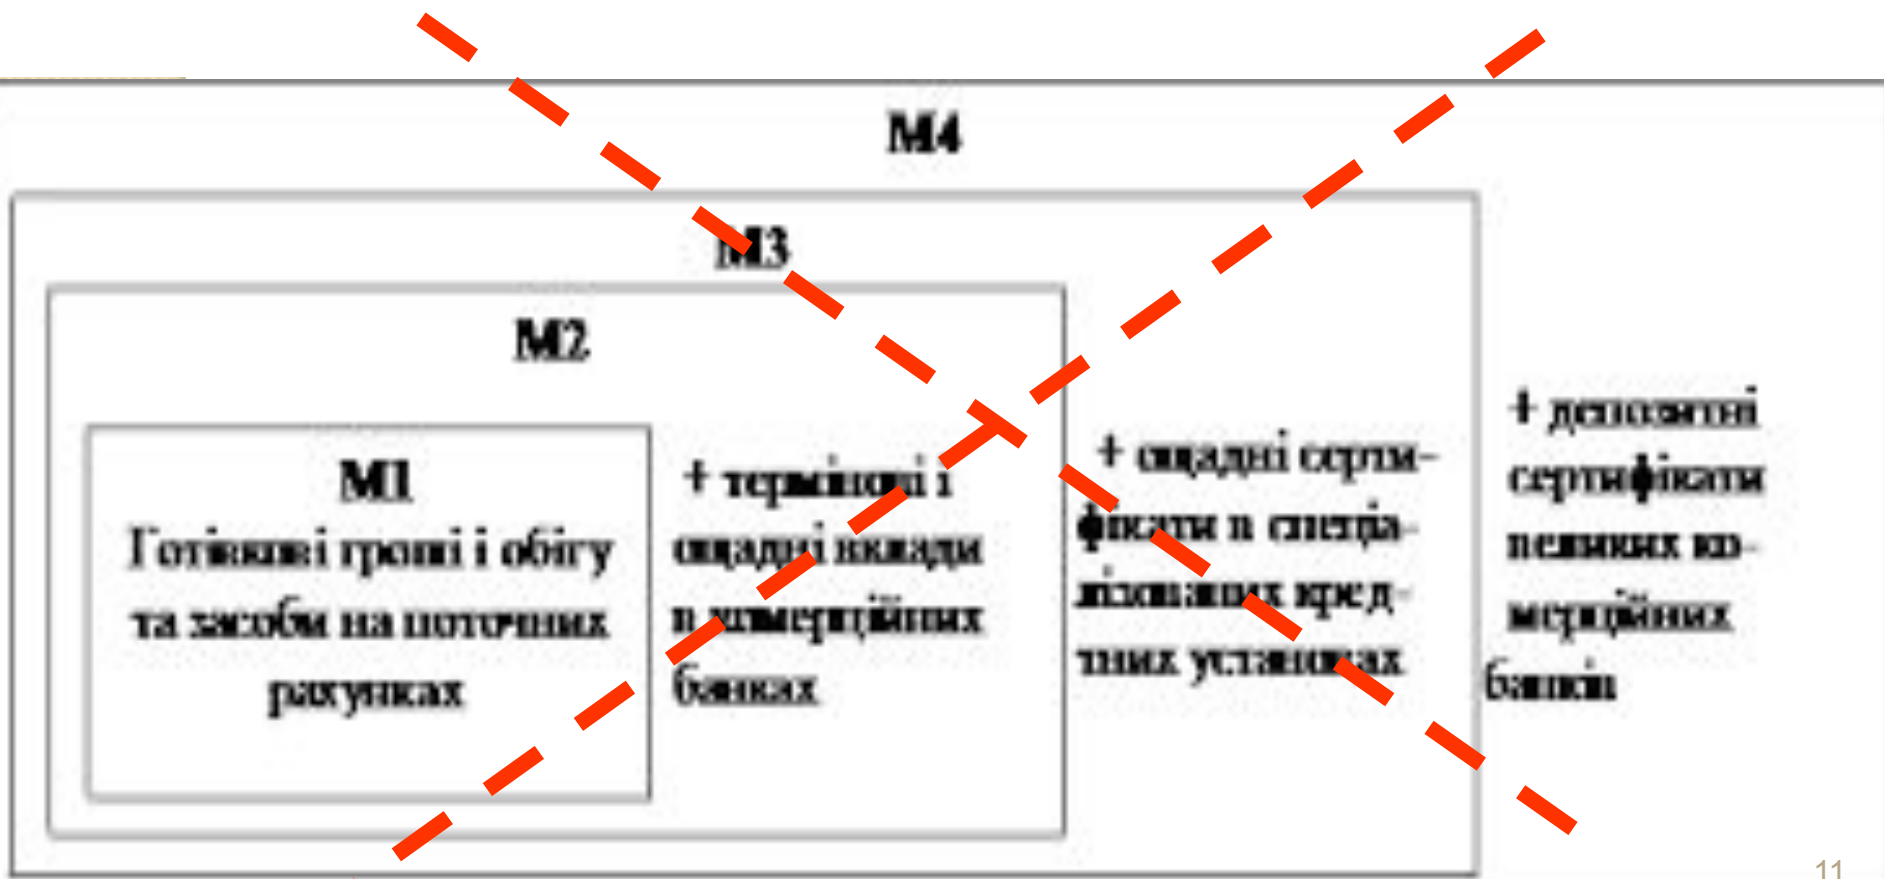 М4
М3
М2
М1
Готівкові гроші і обігу
та засоби на поточних
рахунках
+ термінові і
ощадні вклади
в комерційних
банках
+ ощадні серти-
фікати в спеціа-
лізованих кред-
тних установах
+ депозитні
сертифікати
великих ко-
мерційних
банків
11